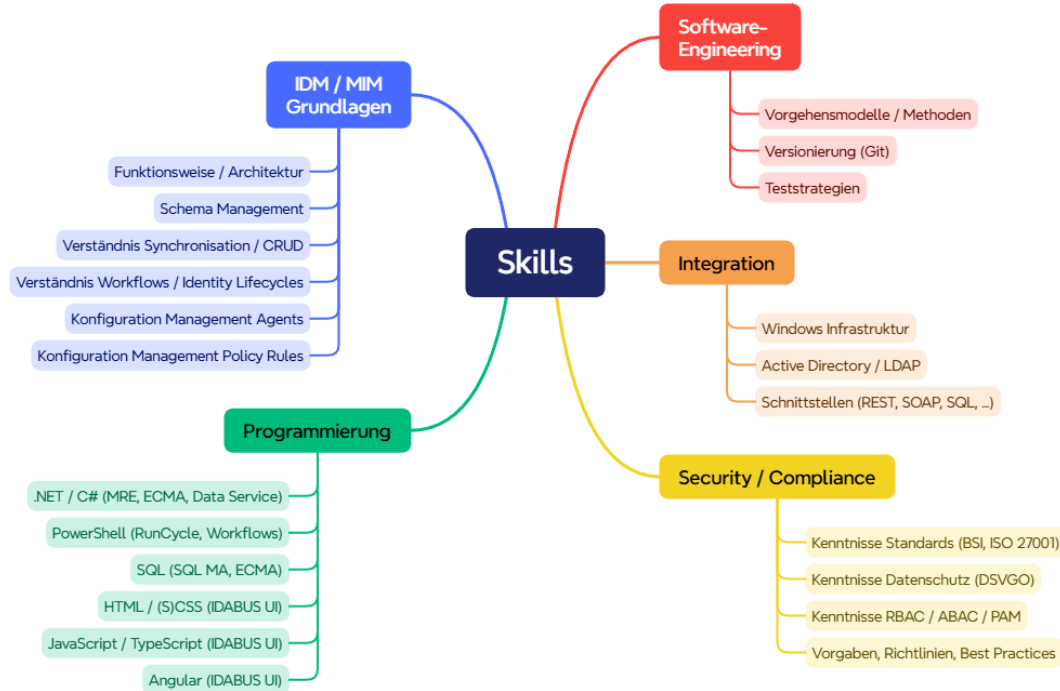 Skills
IDM / MIM
Grundlagen
Funktionsweise / Architektur
Schema Management
Verständnis Synchronisation / CRUD
Verständnis Workflows / Identity Lifecycles
Konfiguration Management Agents
Konfiguration Management Policy Rules
Programmierung
.NET / C# (MRE, ECMA, Data Service)
PowerShell (RunCycle, Workflows)
SQL (SQL MA, ECMA)
HTML / (S)CSS (IDABUS UI)
JavaScript / TypeScript (IDABUS UI)
Angular (IDABUS UI)
Software-
Engineering
Vorgehensmodelle / Methoden
Versionierung (Git)
Teststrategien
Integration
Windows Infrastruktur
Active Directory / LDAP
Schnittstellen (REST, SOAP, SQL, ...)
Security / Compliance
Kenntnisse Standards (BSI, ISO 27001)
Kenntnisse Datenschutz (DSVGO)
Kenntnisse RBAC / ABAC / PAM
Vorgaben, Richtlinien, Best Practices